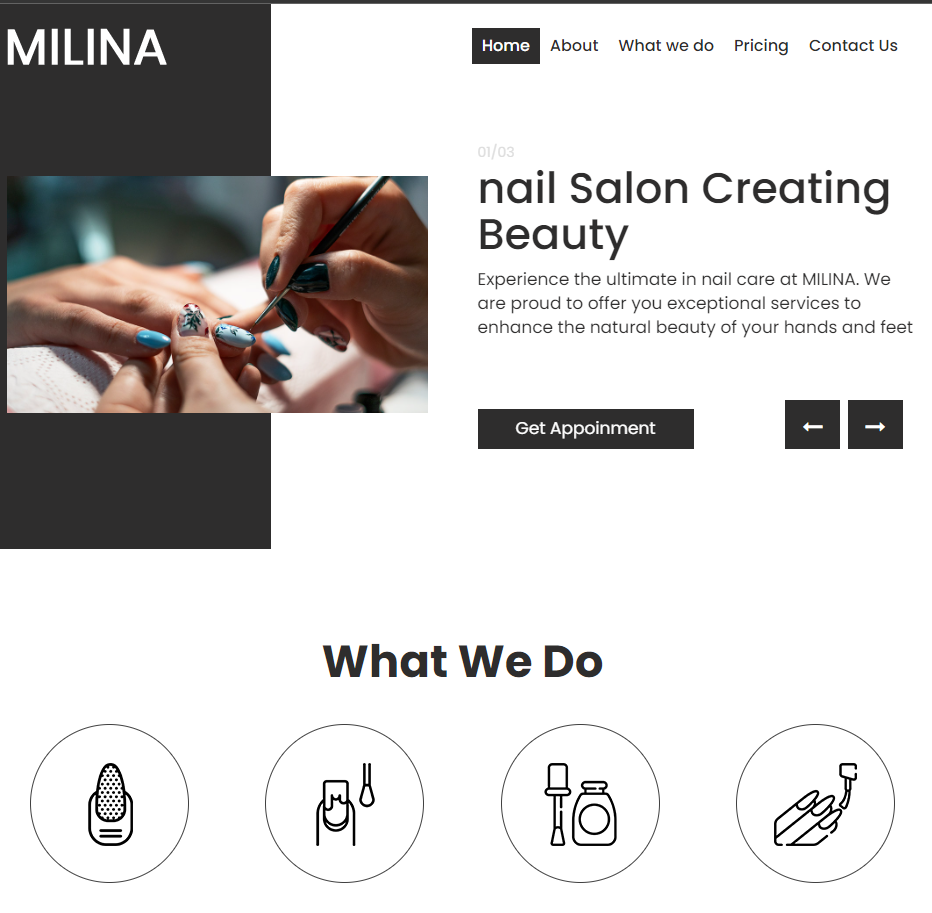 MILINA
Home About What we do Pricing Contact Us
01/03
nail Salon Creating
Beauty
Experience the ultimate in nail care at MILINA. We
are proud to offer you exceptional services to
enhance the natural beauty of your hands and feet
Get Appoinment
What We Do